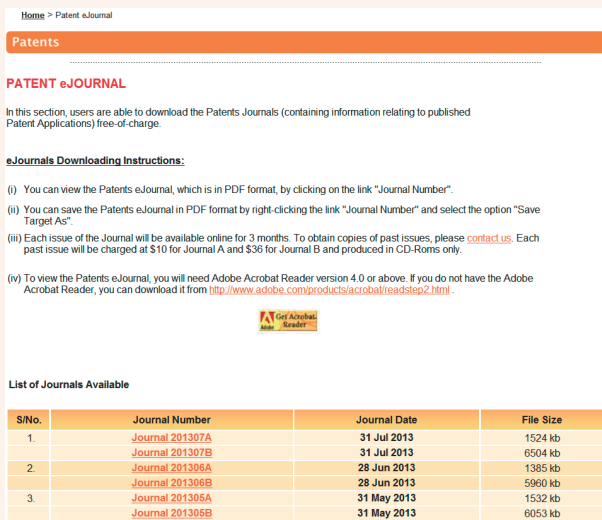 Home > Patent eJournal
Patents
PATENT eJOURNAL
In this section, users are able to download the Patents Journals (containing information relating to published
Patent Applications) free-of-charge.
eJournals Downloading Instructions:
(i) You can view the Patents eJournal, which is in PDF format, by clicking on the link "Journal Number".
(ii) You can save the Patents eJournal in PDF format by right-clicking the link "Journal Number" and select the option "Save
Target As".
(iii) Each issue of the Journal will be available online for 3 months. To obtain copies of past issues, please contact us. Each
past issue will be charged at $10 for Journal A and $36 for Journal B and produced in CD-Roms only.
(iv) To view the Patents eJournal, you will need Adobe Acrobat Reader version 4.0 or above. If you do not have the Adobe
Acrobat Reader, you can download it from http://www.adobe.com/products/acrobat/readstep2.html .
Adobe Get Acrobat Reader
List of Journals Available
S/No. Journal Number Journal Date File Size
1. Journal 201307A 31 Jul 2013 1524 kb
Journal 201307B 31 Jul 2013 6504 kb
2. Journal 201306A 28 Jun 2013 1385 kb
Journal 201306B 28 Jun 2013 5960 kb
3. Journal 201305A 31 May 2013 1532 kb
Journal 201305B 31 May 2013 6053 kb